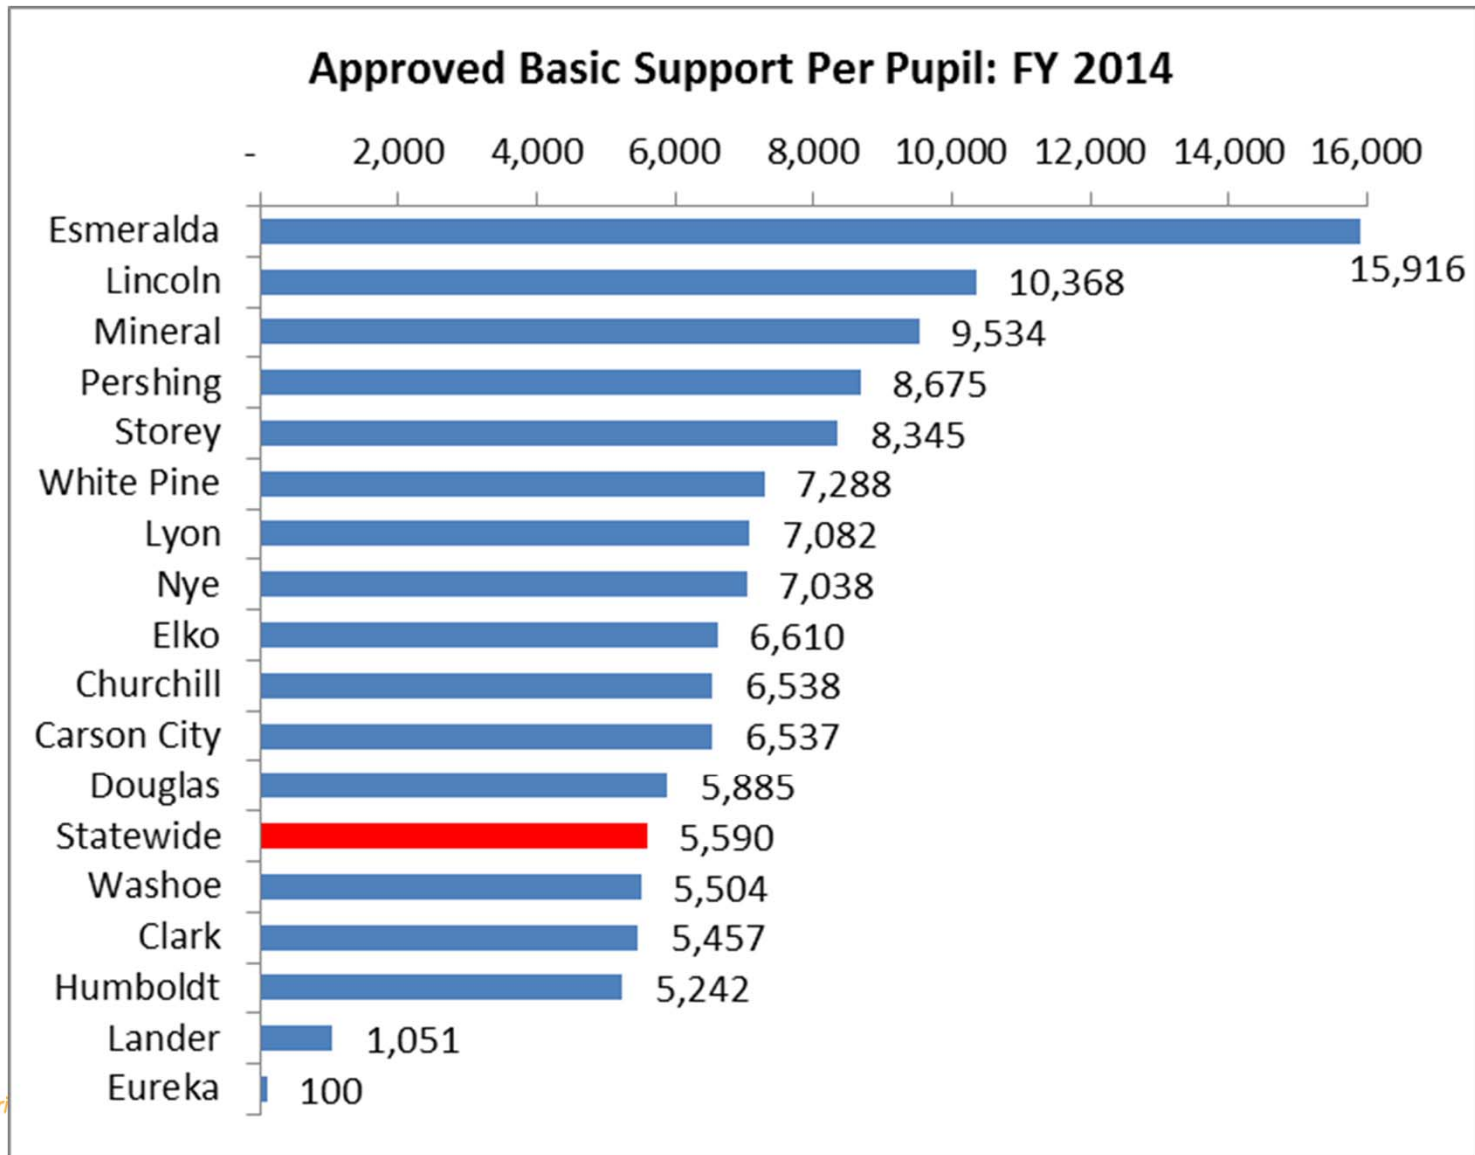 Approved Basic Support Per Pupil: FY 2014
- 2,000 4,000 6,000 8,000 10,000 12,000 14,000 16,000
Esmeralda 15,916
Lincoln 10,368
Mineral 9,534
Pershing 8,675
Storey 8,345
White Pine 7,288
Lyon 7,082
Nye 7,038
Elko 6,610
Churchill 6,538
Carson City 6,537
Douglas 5,885
Statewide 5,590
Washoe 5,504
Clark 5,457
Humboldt 5,242
Lander 1,051
Eureka 100